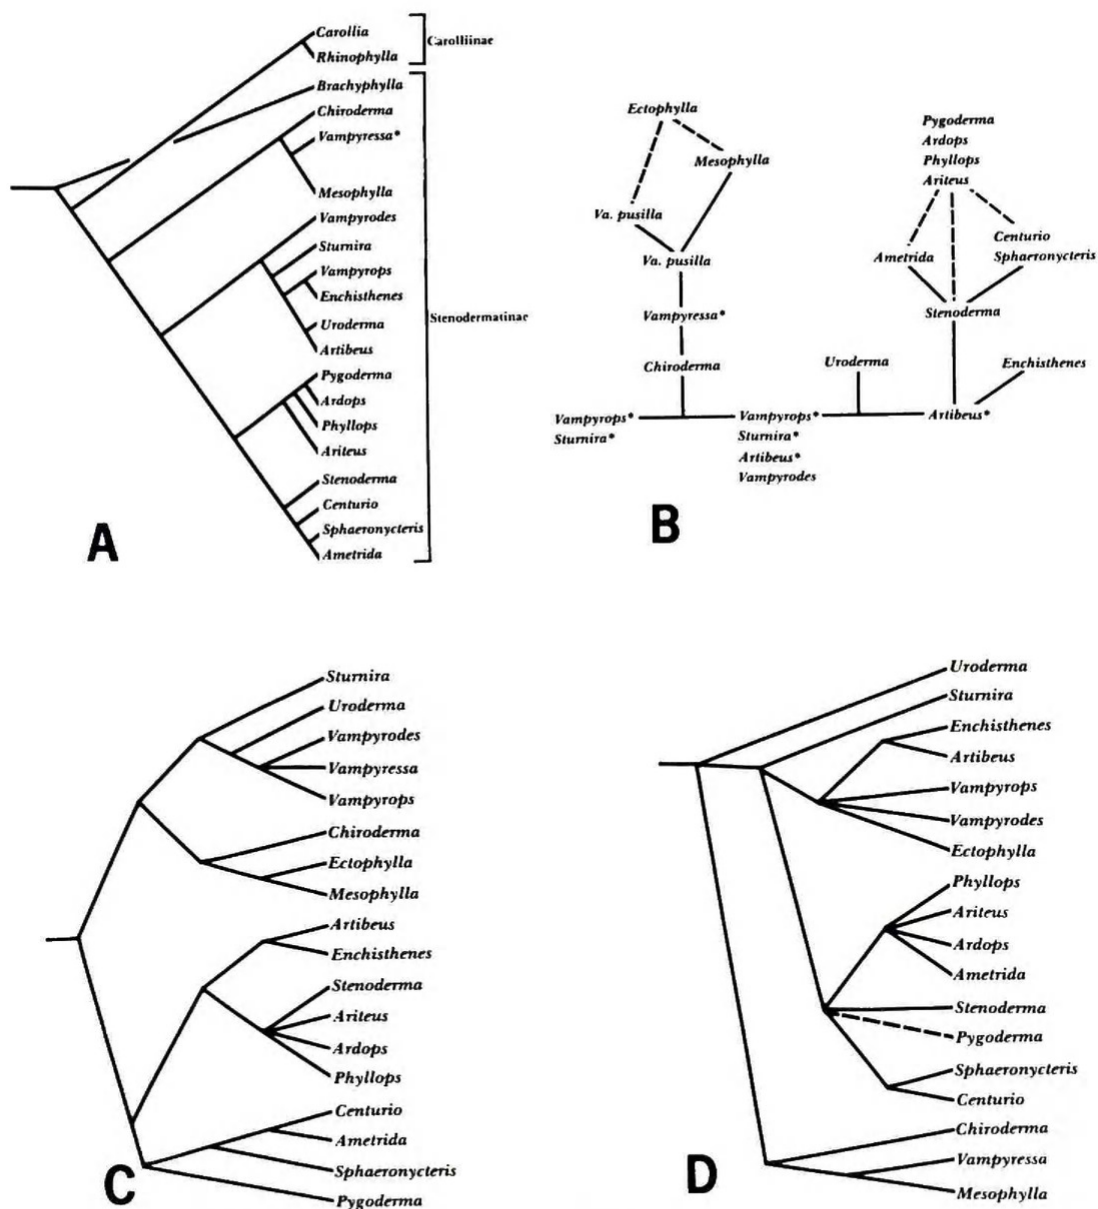 Carollia
Rhinophylla
Carolliinae
Brachyphylla
Chiroderma
Vampyressa*
Mesophylla
Vampyrodes
Sturnira
Vampyrops
Enchisthenes
Uroderma
Artibeus
Pygoderma
Ardops
Phyllops
Ariteus
Stenoderma
Centurio
Sphaeronycteris
Ametrida
Stenodermatinae
A
Ectophylla
Mesophylla
Va. pusilla
Va. pusilla
Vampyressa*
Chiroderma
Vampyrops*
Sturnira*
Vampyrops*
Sturnira*
Artibeus*
Vampyrodes
Uroderma
Pygoderma
Ardops
Phyllops
Ariteus
Ametrida
Centurio
Sphaeronycteris
Stenoderma
Enchisthenes
Artibeus*
B
Sturnira
Uroderma
Vampyrodes
Vampyressa
Vampyrops
Chiroderma
Ectophylla
Mesophylla
Artibeus
Enchisthenes
Stenoderma
Ariteus
Ardops
Phyllops
Centurio
Ametrida
Sphaeronycteris
Pygoderma
C
Uroderma
Sturnira
Enchisthenes
Artibeus
Vampyrops
Vampyrodes
Ectophylla
Phyllops
Ariteus
Ardops
Ametrida
Stenoderma
Pygoderma
Sphaeronycteris
Centurio
Chiroderma
Vampyressa
Mesophylla
D